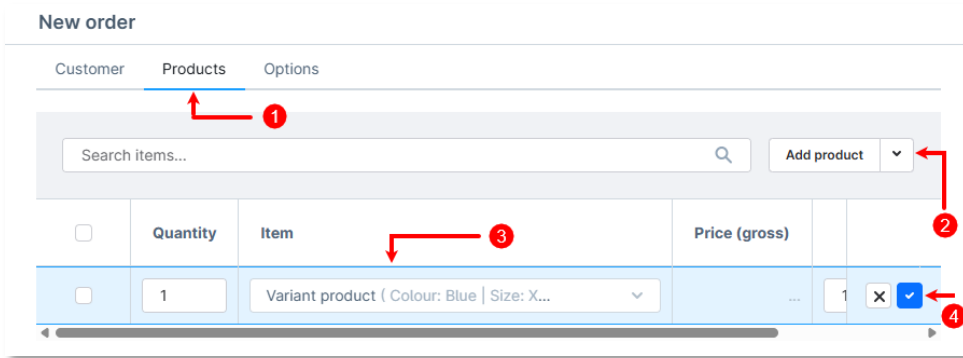 New order
Customer Products Options
1
Search items... Add product
2
Quantity Item Price (gross)
3
1 Variant product ( Colour: Blue | Size: X... ... 1
4